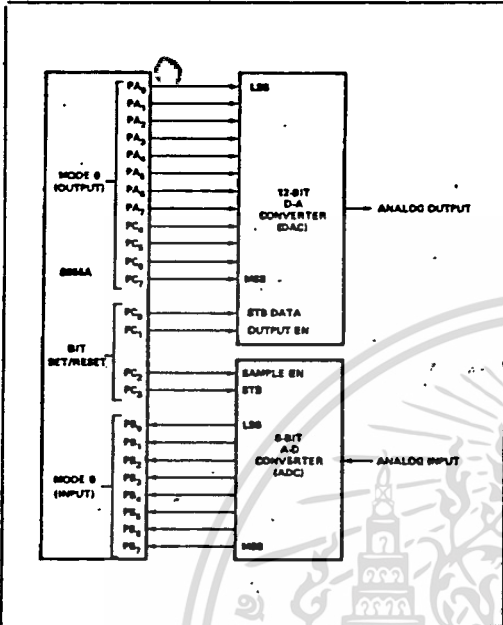 PA0 LSB
PA1
PA2
PA3
PA4
MODE 0 PA5
(OUTPUT) PA6 12-BIT
PA7 D-A
PC4 CONVERTER ANALOG OUTPUT
PC5 (DAC)
PC6
PC7 MSB
PC0 STB DATA
BIT PC1 OUTPUT EN
SET/RESET
PC2 SAMPLE EN
PC3 STB
PB0 LSB
PB1
PB2 8-BIT
MODE 0 PB3 A-D
(INPUT) PB4 CONVERTER ANALOG INPUT
PB5 (ADC)
PB6
PB7 MSB